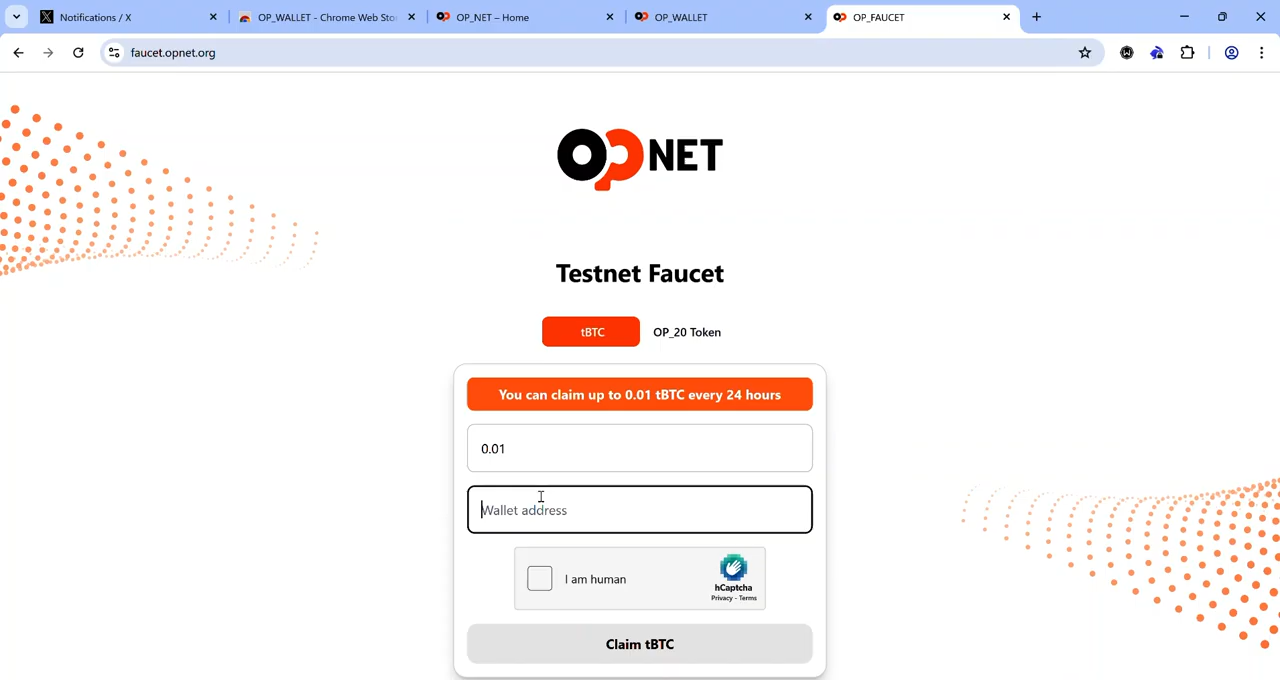 Notifications / X
OP_WALLET - Chrome Web Sto
OP_NET – Home
OP_WALLET
OP_FAUCET
faucet.opnet.org
OP NET
Testnet Faucet
tBTC
OP_20 Token
You can claim up to 0.01 tBTC every 24 hours
0.01
Wallet address
I am human
hCaptcha
Privacy - Terms
Claim tBTC